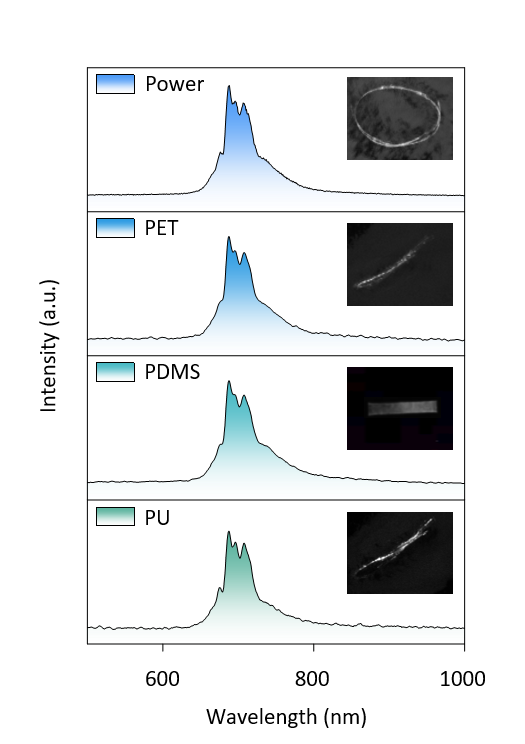 Power
PET
PDMS
PU
Intensity (a.u.)
600 800 1000
Wavelength (nm)